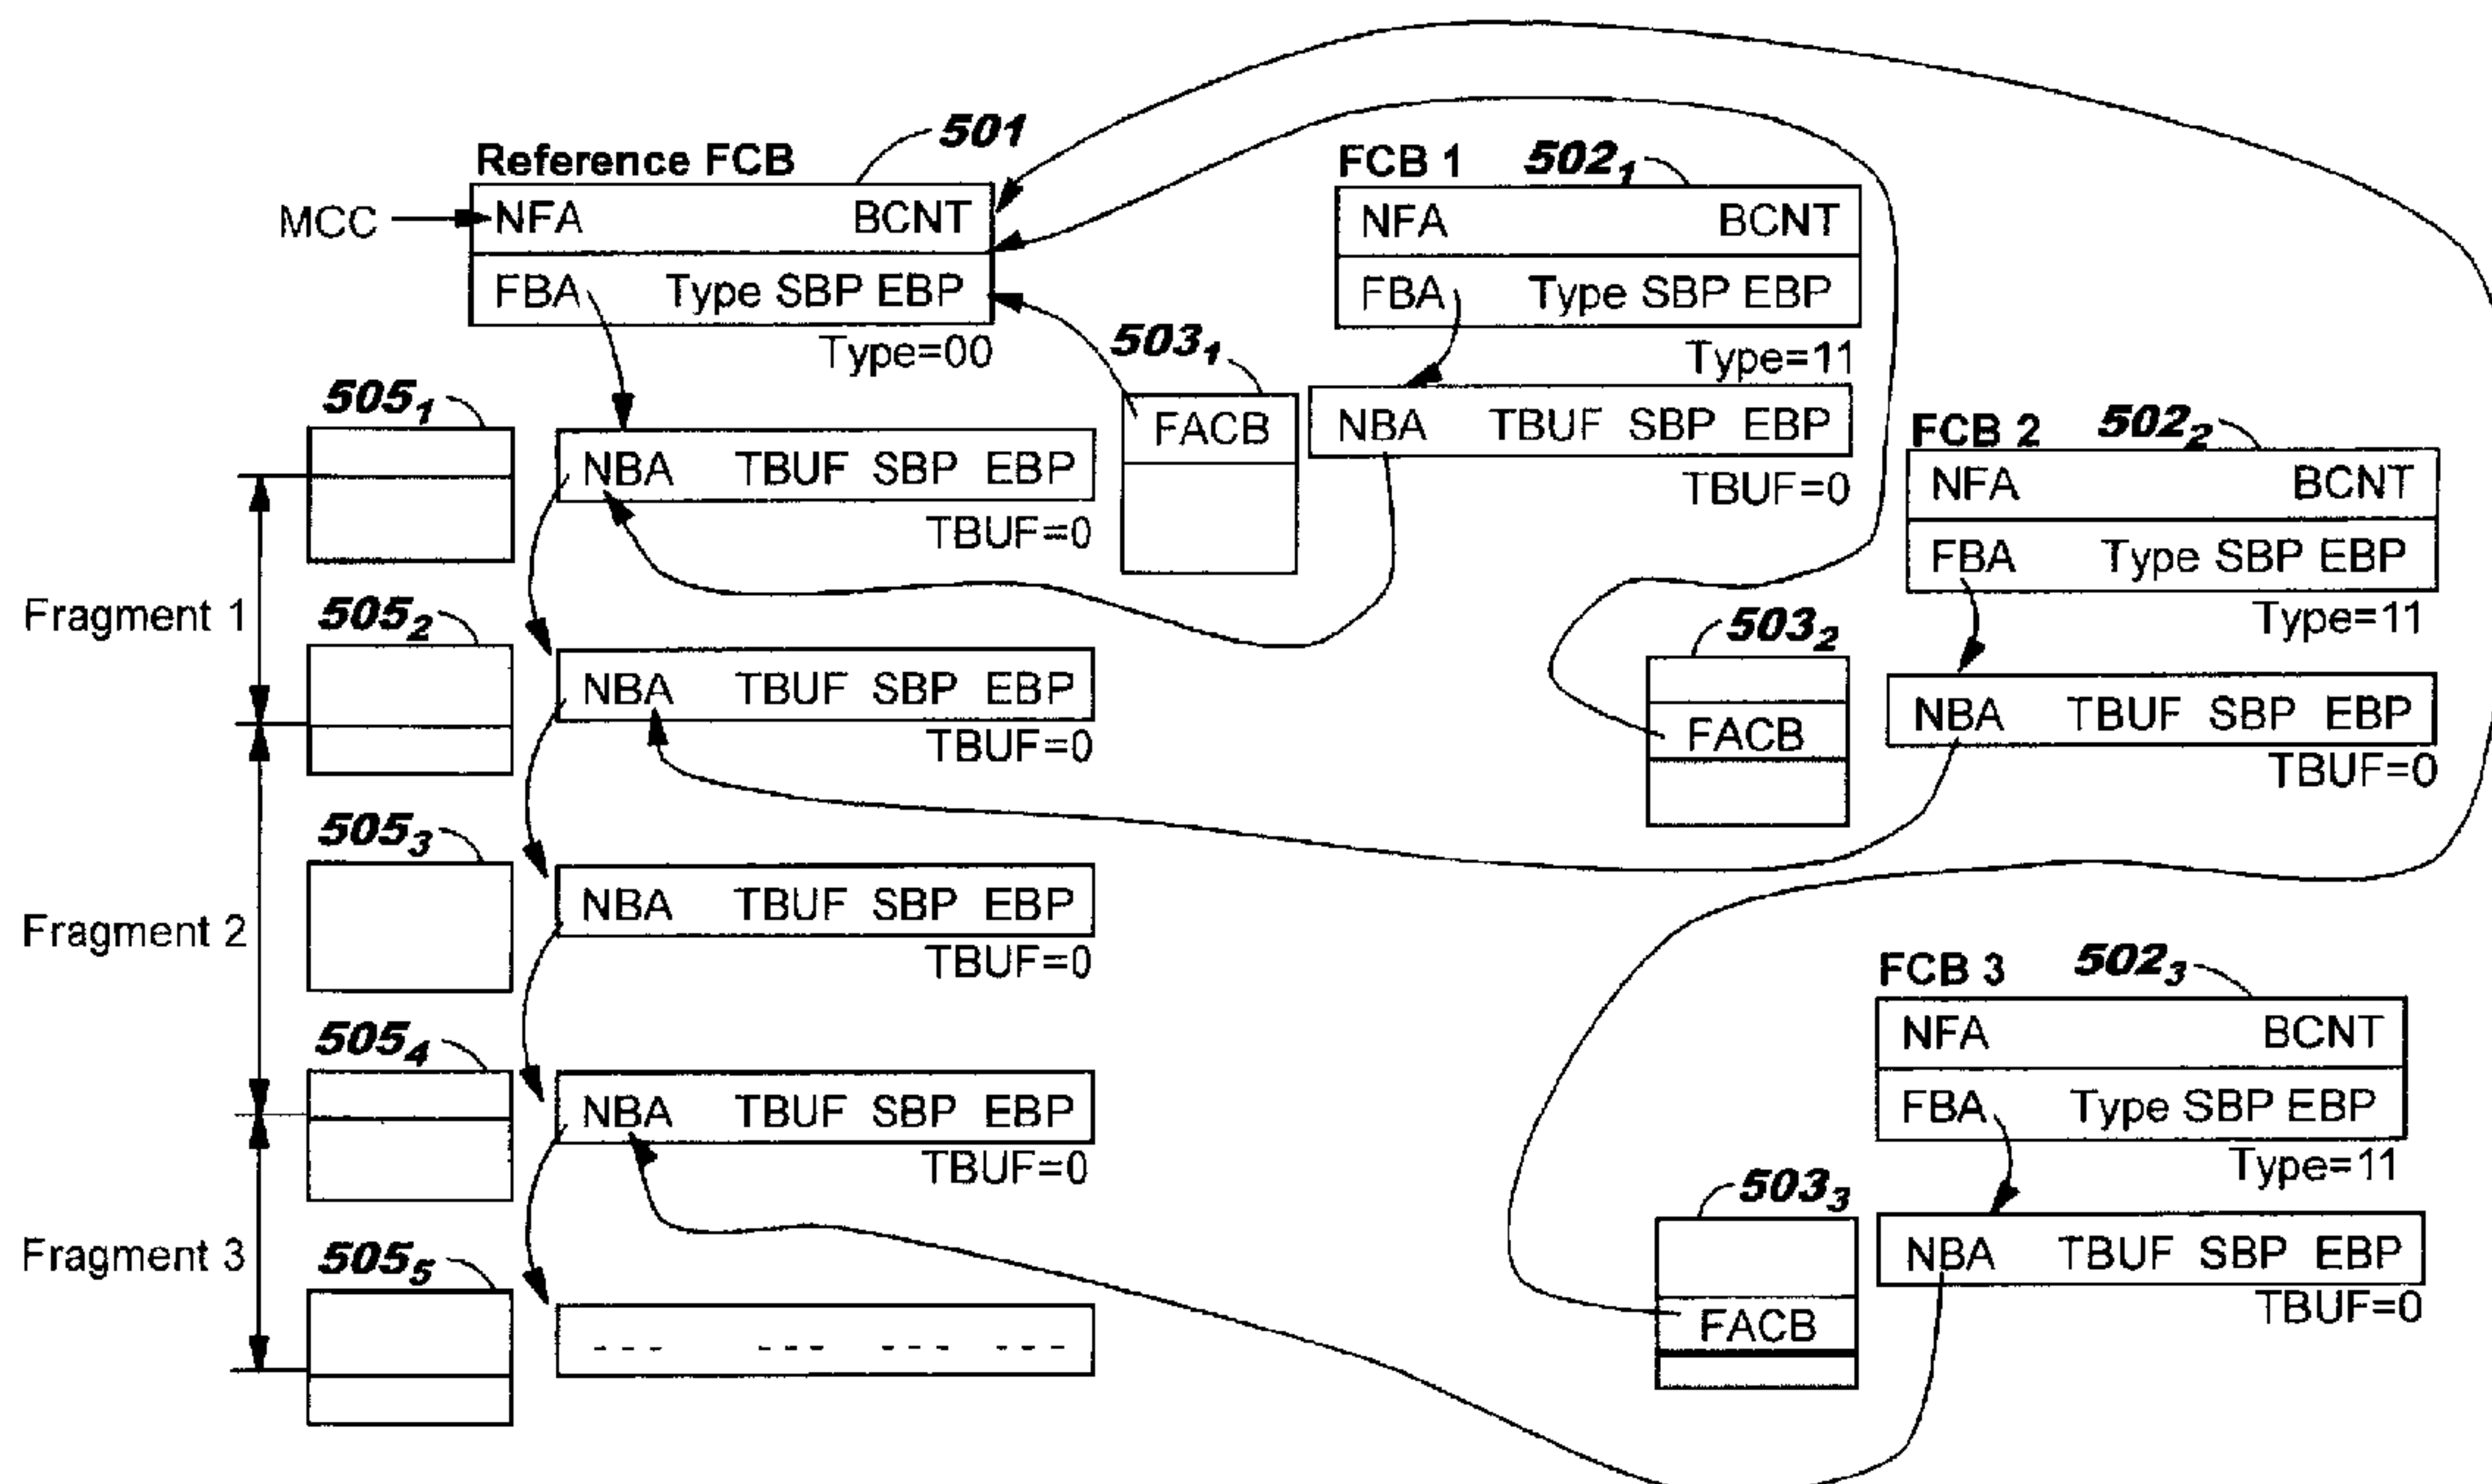 Reference FCB 501
MCC NFA BCNT
FBA Type SBP EBP
Type=00
FCB 1 502₁
NFA BCNT
FBA Type SBP EBP
Type=11
503₁
FACB
NBA TBUF SBP EBP
TBUF=0
FCB 2 502₂
NFA BCNT
FBA Type SBP EBP
Type=11
503₂
FACB
NBA TBUF SBP EBP
TBUF=0
FCB 3 502₃
NFA BCNT
FBA Type SBP EBP
Type=11
503₃
FACB
NBA TBUF SBP EBP
TBUF=0
505₁
NBA TBUF SBP EBP
TBUF=0
Fragment 1
505₂
NBA TBUF SBP EBP
TBUF=0
505₃
NBA TBUF SBP EBP
TBUF=0
Fragment 2
505₄
NBA TBUF SBP EBP
TBUF=0
Fragment 3
505₅
--- --- --- ---